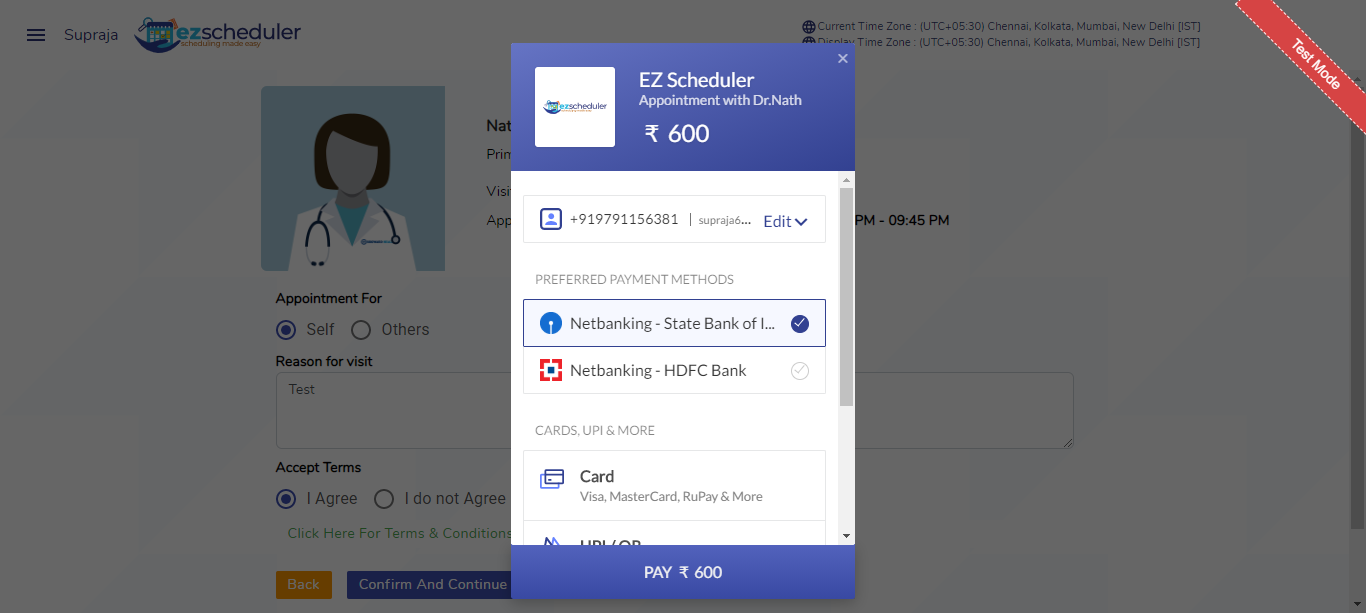 Supraja
ezscheduler
scheduling made easy
Current Time Zone : (UTC+05:30) Chennai, Kolkata, Mumbai, New Delhi [IST]
Display Time Zone : (UTC+05:30) Chennai, Kolkata, Mumbai, New Delhi [IST]
Test Mode
ezscheduler
EZ Scheduler
Appointment with Dr.Nath
₹ 600
Nat
Prim
Visi
App
PM - 09:45 PM
+919791156381 | supraja6... Edit
PREFERRED PAYMENT METHODS
Netbanking - State Bank of I...
Netbanking - HDFC Bank
CARDS, UPI & MORE
Card
Visa, MasterCard, RuPay & More
UPI / QR
PAY ₹ 600
Appointment For
Self Others
Reason for visit
Test
Accept Terms
I Agree I do not Agree
Click Here For Terms & Conditions
Back Confirm And Continue